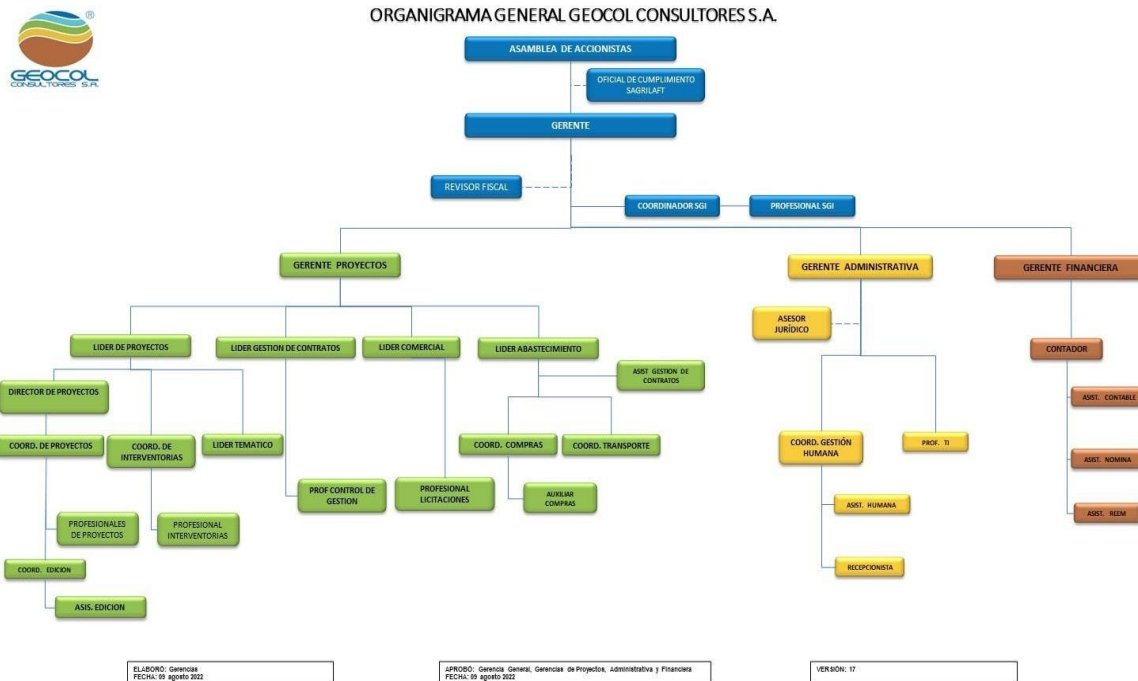 ORGANIGRAMA GENERAL GEOCOL CONSULTORES S.A.
®
GEOCOL
CONSULTORES S.A.
ASAMBLEA DE ACCIONISTAS
OFICIAL DE CUMPLIMIENTO
SAGRILAFT
GERENTE
REVISOR FISCAL
COORDINADOR SGI
PROFESIONAL SGI
GERENTE PROYECTOS
GERENTE ADMINISTRATIVA
GERENTE FINANCIERA
ASESOR
JURÍDICO
LIDER DE PROYECTOS
LIDER GESTION DE CONTRATOS
LIDER COMERCIAL
LIDER ABASTECIMIENTO
CONTADOR
ASIST GESTION DE
CONTRATOS
DIRECTOR DE PROYECTOS
ASIST. CONTABLE
COORD. DE PROYECTOS
COORD. DE
INTERVENTORIAS
LIDER TEMATICO
COORD. COMPRAS
COORD. TRANSPORTE
COORD. GESTIÓN
HUMANA
PROF. TI
ASIST. NOMINA
PROF CONTROL DE
GESTION
PROFESIONAL
LICITACIONES
AUXILIAR
COMPRAS
ASIST. HUMANA
ASIST. REEM
PROFESIONALES
DE PROYECTOS
PROFESIONAL
INTERVENTORIAS
COORD. EDICION
RECEPCIONISTA
ASIS. EDICION
ELABORÓ: Gerencias
FECHA: 09 agosto 2022
APROBÓ: Gerencia General, Gerencias de Proyectos, Administrativa y Financiera
FECHA: 09 agosto 2022
VERSIÓN: 17